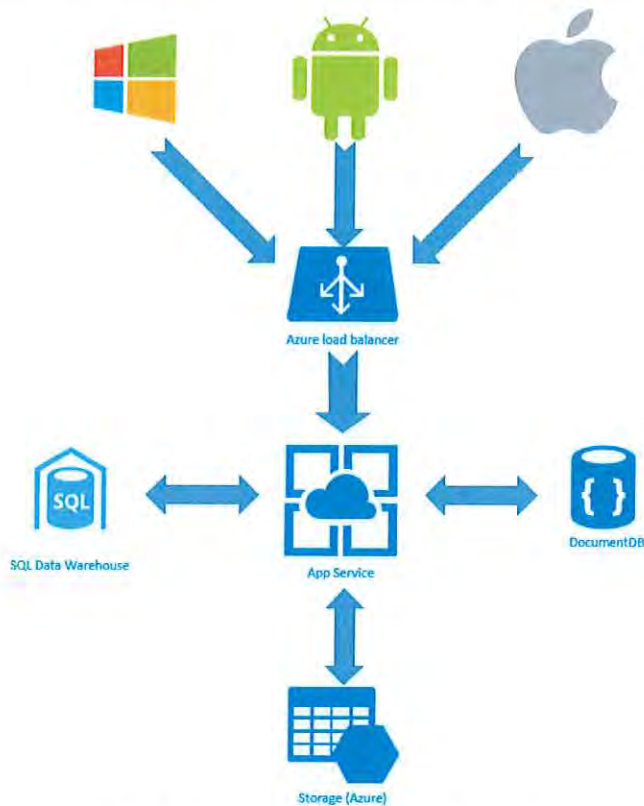 Azure load balancer
SQL
{ }
SQL Data Warehouse
App Service
DocumentDB
Storage (Azure)